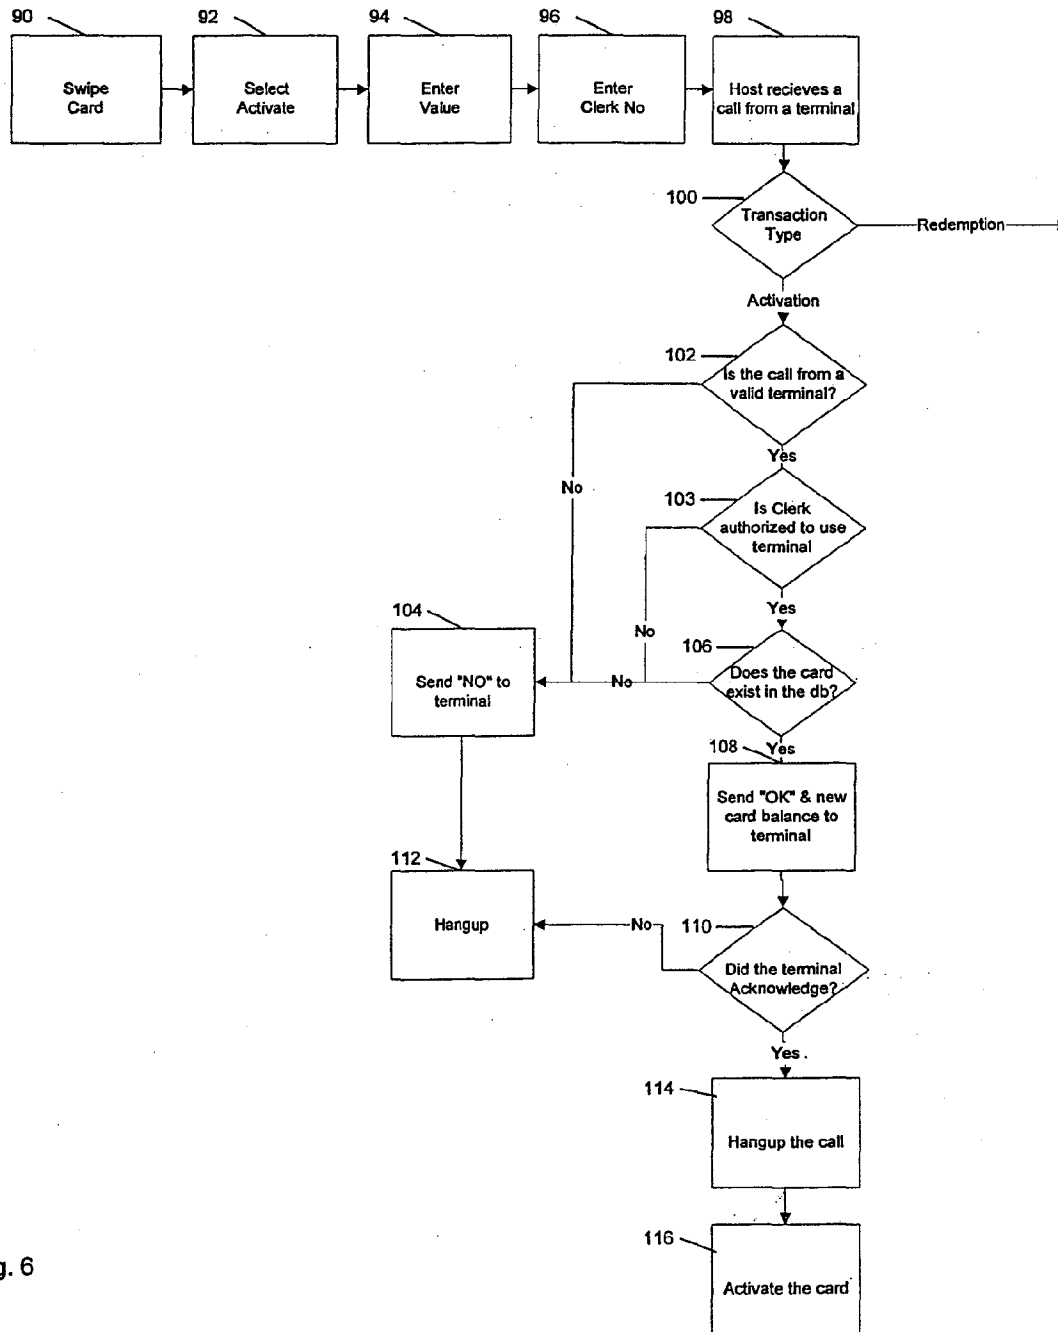 90
92
94
96
98
Swipe
Card
Select
Activate
Enter
Value
Enter
Clerk No
Host recieves a
call from a terminal
100
Transaction
Type
Redemption
Activation
102
Is the call from a
valid terminal?
Yes
No
103
Is Clerk
authorized to use
terminal
Yes
No
104
Send "NO" to
terminal
106
Does the card
exist in the db?
No
Yes
108
Send "OK" & new
card balance to
terminal
112
Hangup
110
Did the terminal
Acknowledge?
No
Yes
114
Hangup the call
116
Activate the card
g. 6